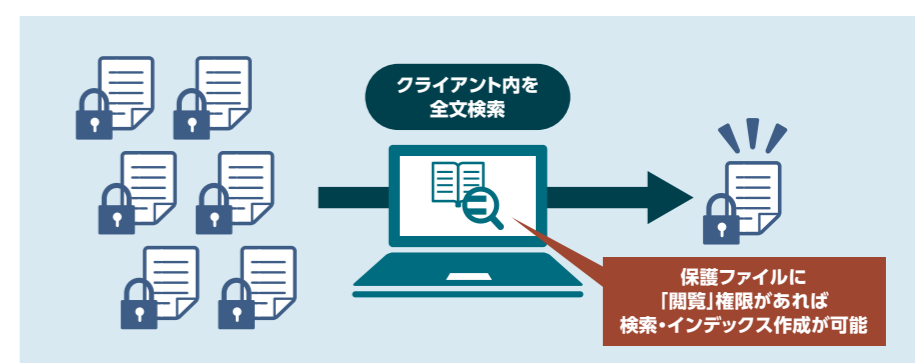 クライアント内を
全文検索
保護ファイルに
「閲覧」権限があれば
検索・インデックス作成が可能